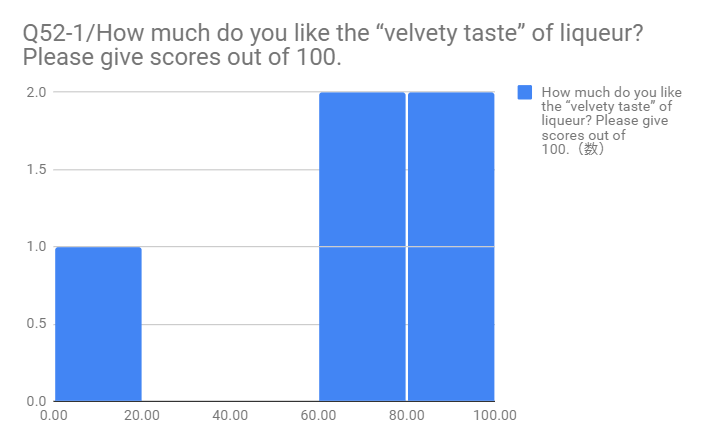 Q52-1/How much do you like the “velvety taste” of liqueur?
Please give scores out of 100.
2.0
1.5
1.0
0.5
0.0
0.00
20.00
40.00
60.00
80.00
100.00
How much do you like
the “velvety taste” of
liqueur? Please give
scores out of
100.（数）